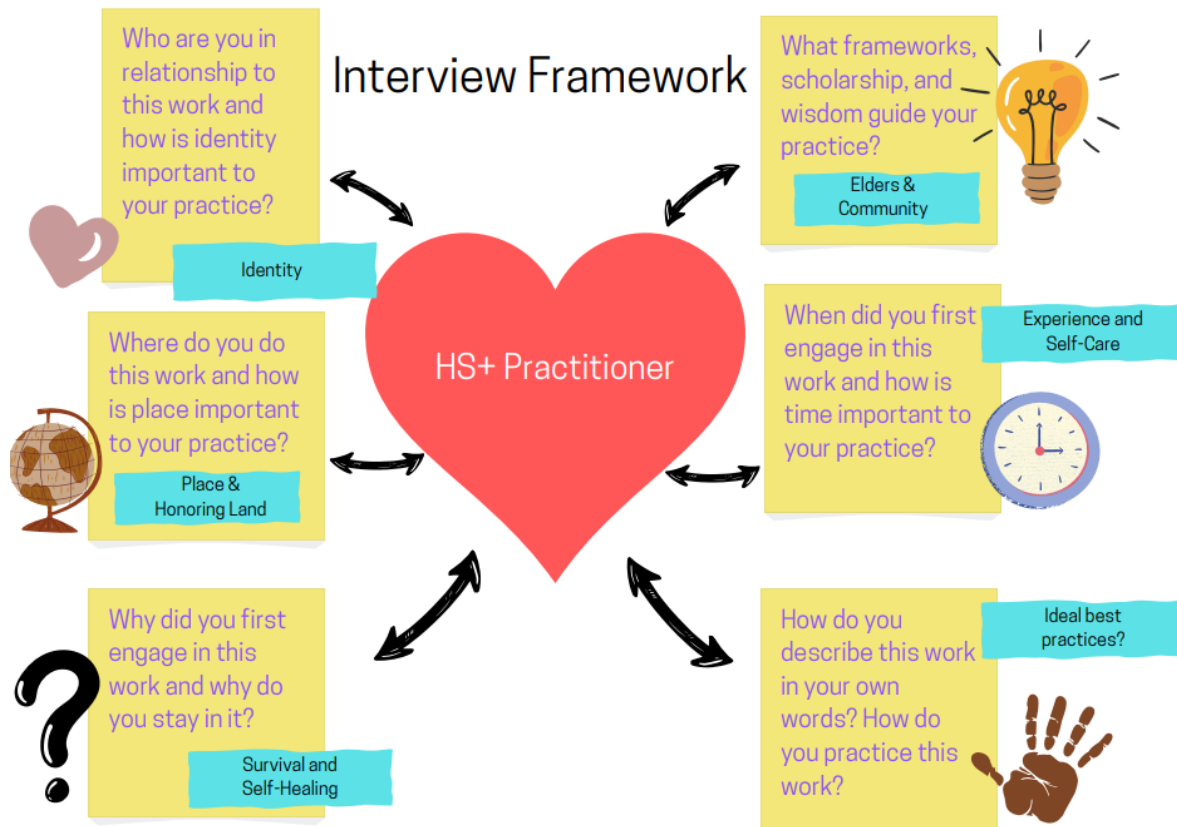 Interview Framework
Who are you in
relationship to
this work and
how is identity
important to
your practice?
Identity
What frameworks,
scholarship, and
wisdom guide your
practice?
Elders &
Community
HS+ Practitioner
Where do you do
this work and how
is place important
to your practice?
Place &
Honoring Land
When did you first
engage in this
work and how is
time important to
your practice?
Experience and
Self-Care
Why did you first
engage in this
work and why do
you stay in it?
Survival and
Self-Healing
How do you
describe this work
in your own
words? How do
you practice this
work?
Ideal best
practices?